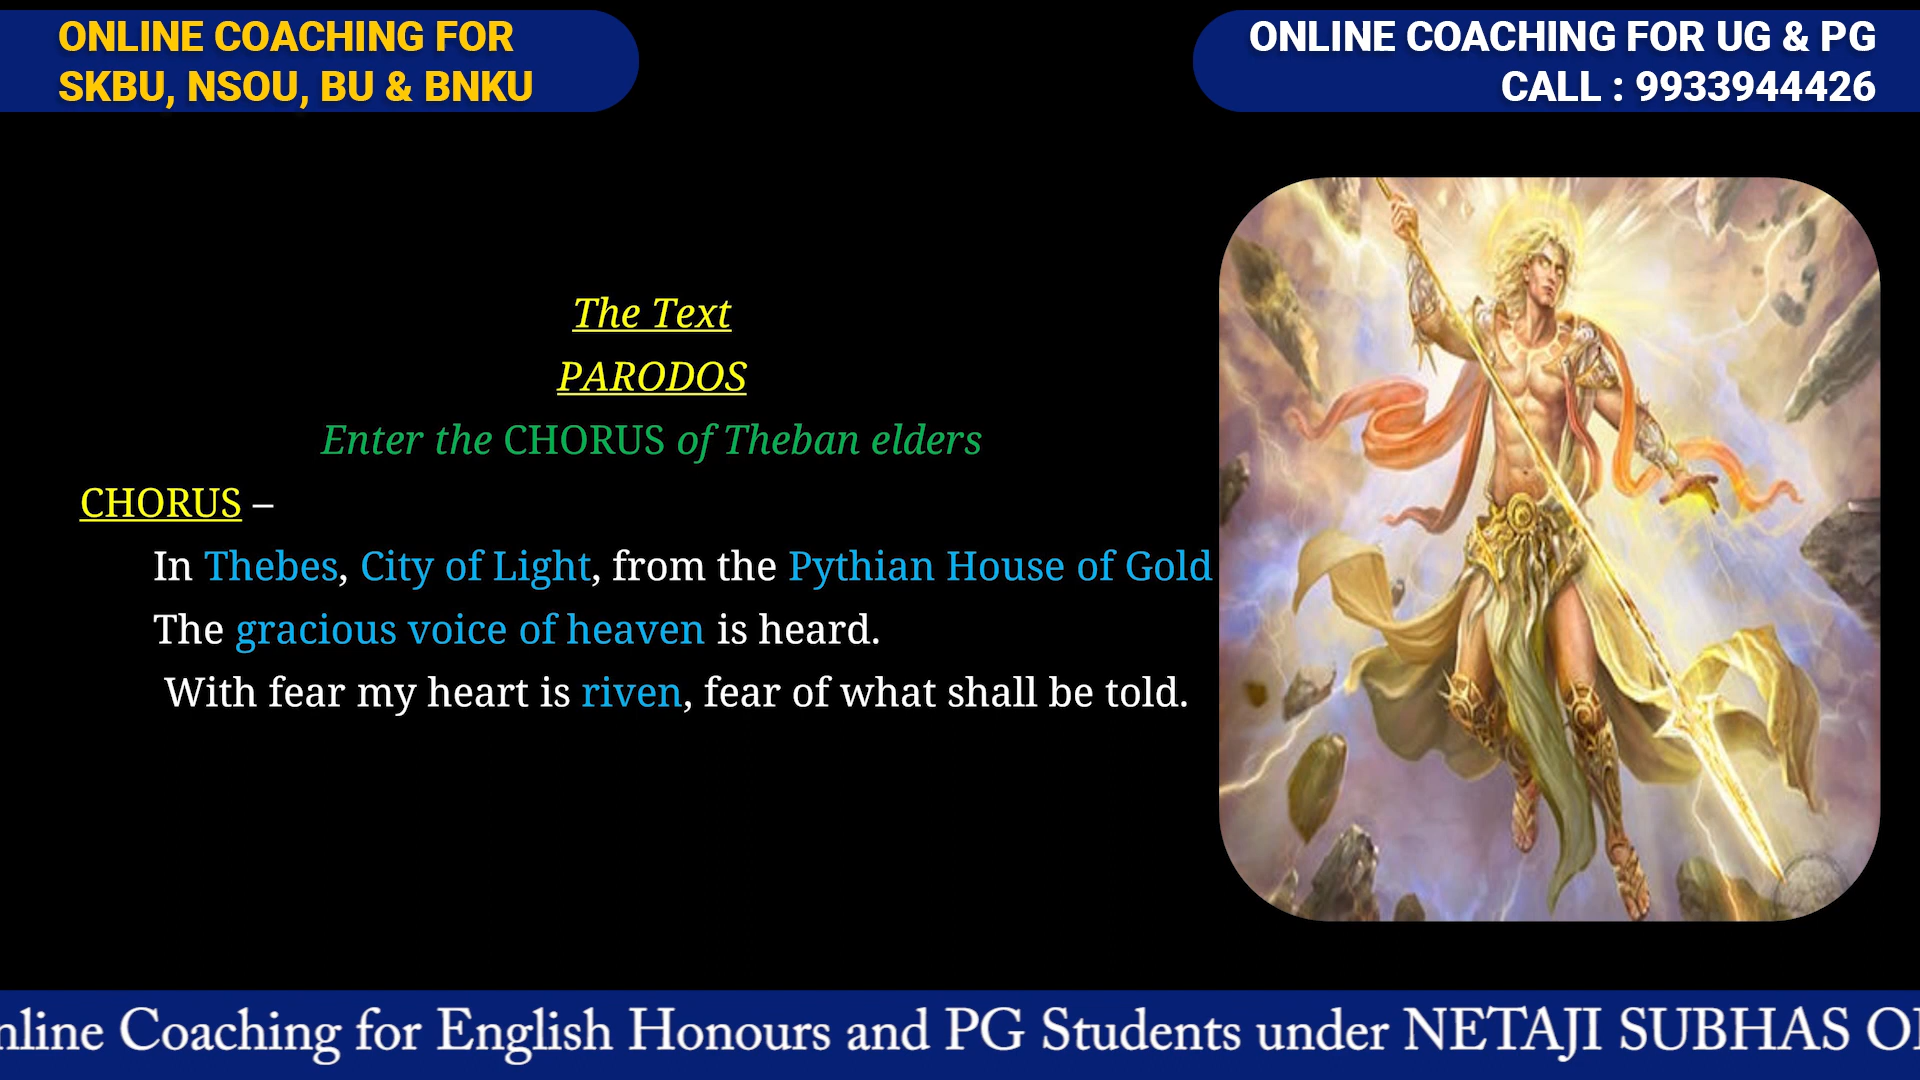 ONLINE COACHING FOR
SKBU, NSOU, BU & BNKU
ONLINE COACHING FOR UG & PG
CALL : 9933944426
The Text
PARODOS
Enter the CHORUS of Theban elders
CHORUS –
In Thebes, City of Light, from the Pythian House of Gold
The gracious voice of heaven is heard.
With fear my heart is riven, fear of what shall be told.
nline Coaching for English Honours and PG Students under NETAJI SUBHAS